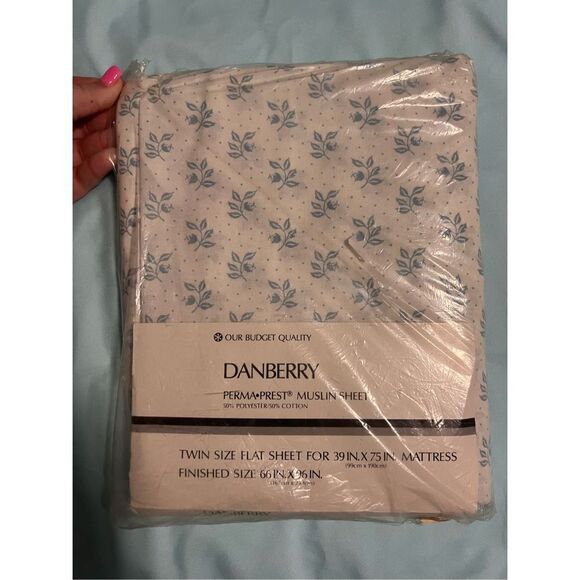 ✻ OUR BUDGET QUALITY
DANBERRY
PERMA•PREST® MUSLIN SHEET
50% POLYESTER/50% COTTON
TWIN SIZE FLAT SHEET FOR 39 IN. X 75 IN. MATTRESS
(99cm x 190cm)
FINISHED SIZE 66 IN. X 96 IN.
DANBERRY